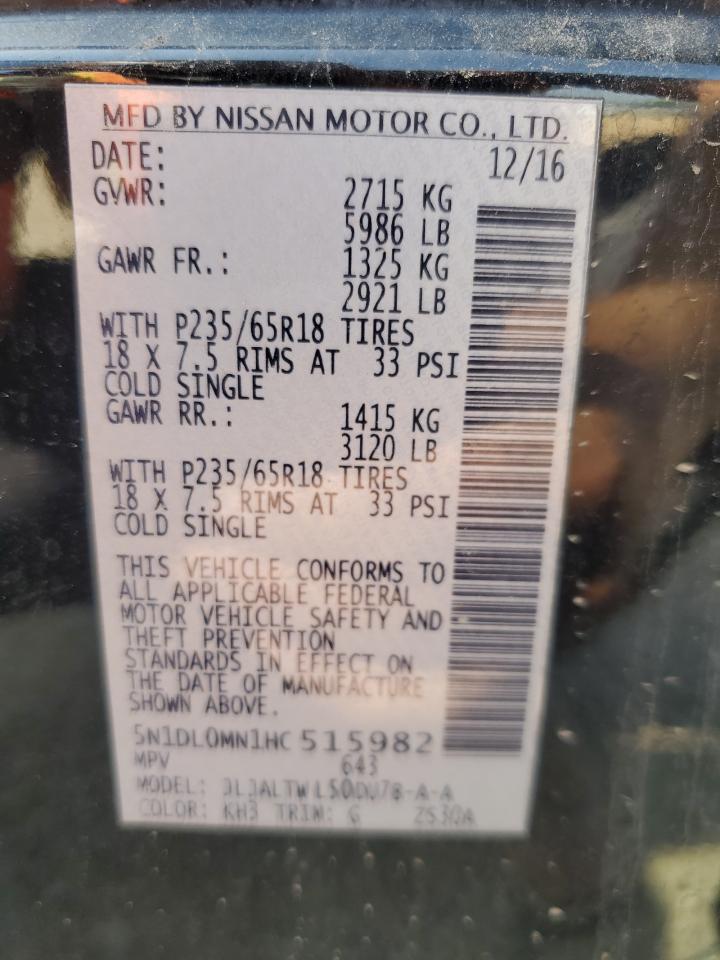 MFD BY NISSAN MOTOR CO., LTD.
DATE: 12/16
GVWR: 2715 KG
5986 LB
GAWR FR.: 1325 KG
2921 LB
WITH P235/65R18 TIRES
18 X 7.5 RIMS AT 33 PSI
COLD SINGLE
GAWR RR.: 1415 KG
3120 LB
WITH P235/65R18 TIRES
18 X 7.5 RIMS AT 33 PSI
COLD SINGLE
THIS VEHICLE CONFORMS TO
ALL APPLICABLE FEDERAL
MOTOR VEHICLE SAFETY AND
THEFT PREVENTION
STANDARDS IN EFFECT ON
THE DATE OF MANUFACTURE
SHOWN ABOVE.
5N1DL0MN1HC 515982
MPV 643
MODEL:
COLOR: KH3 TRIM: G